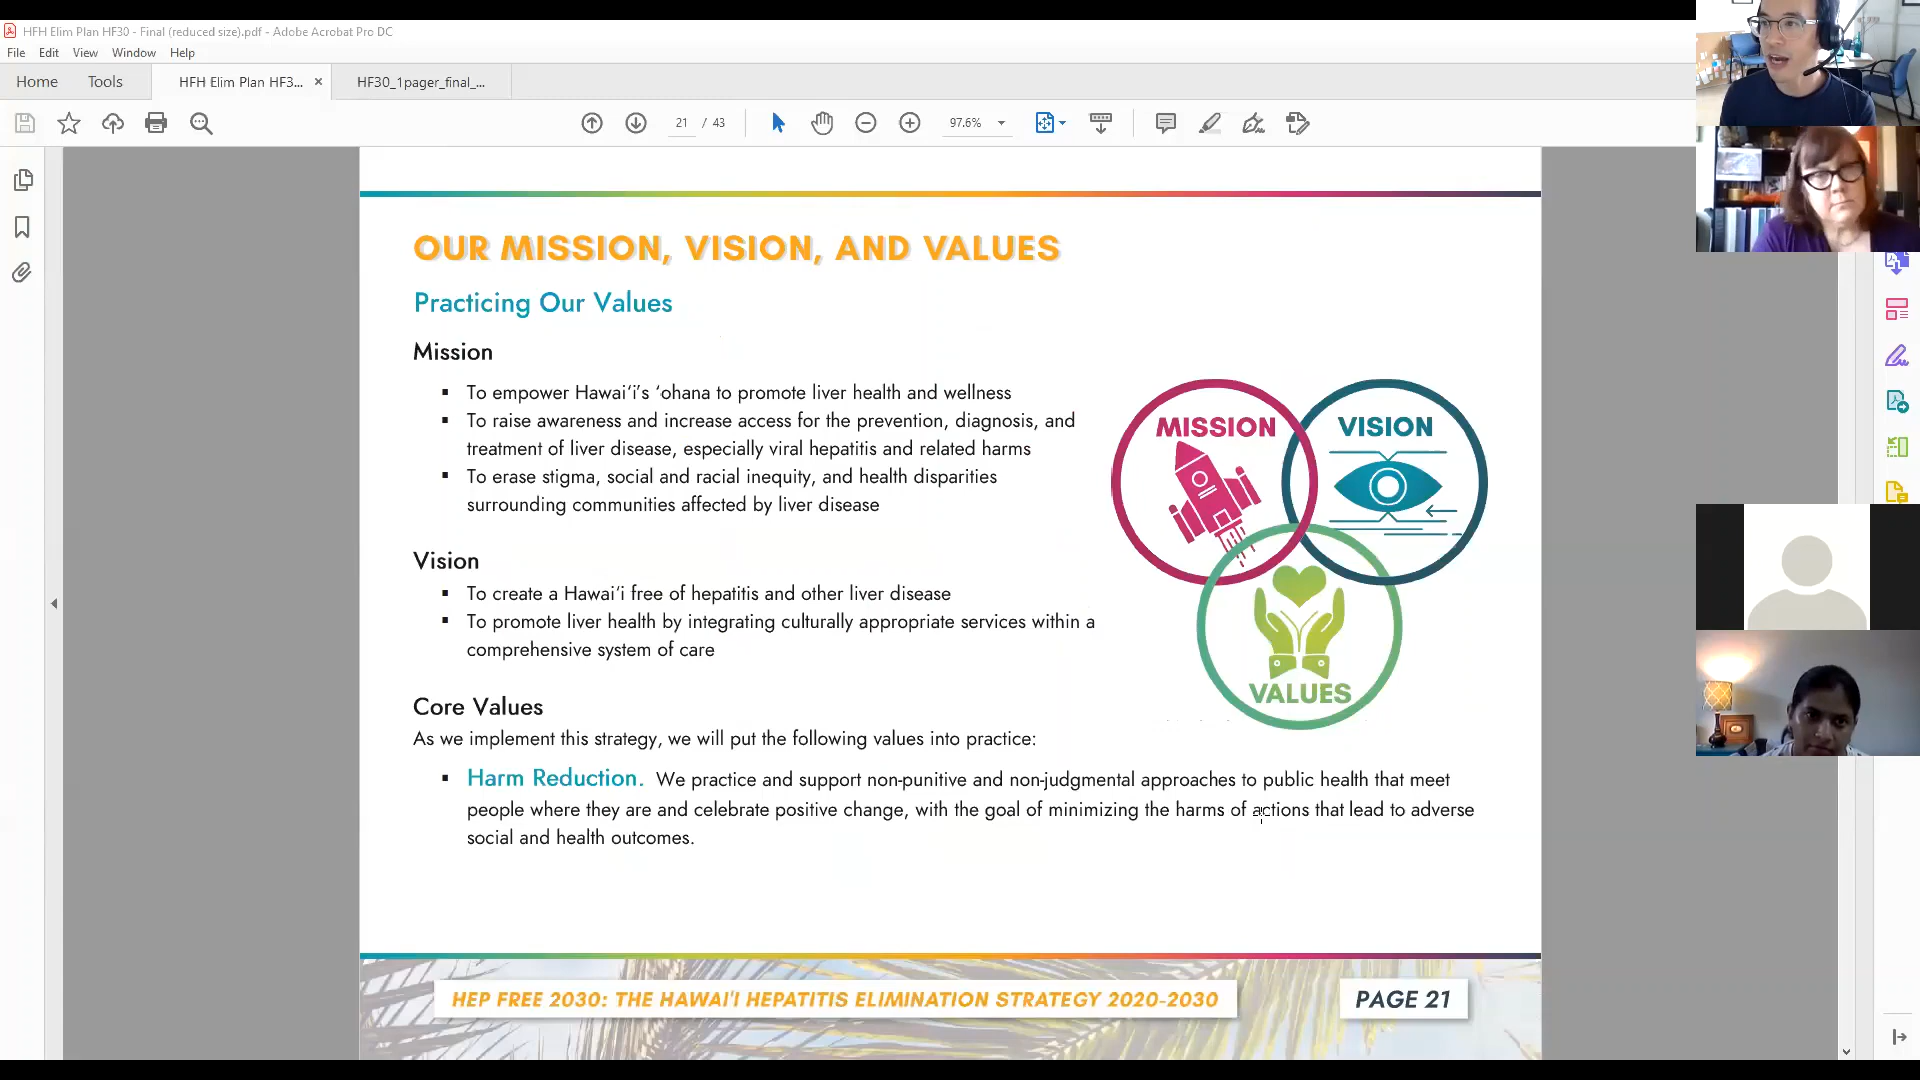 HFH Elim Plan HF30 - Final (reduced size).pdf - Adobe Acrobat Pro DC
File Edit View Window Help
Home Tools HFH Elim Plan HF3... × HF30_1pager_final_...
21 / 43 97.6%
OUR MISSION, VISION, AND VALUES
Practicing Our Values
Mission
▪ To empower Hawai‘i’s ‘ohana to promote liver health and wellness
▪ To raise awareness and increase access for the prevention, diagnosis, and
treatment of liver disease, especially viral hepatitis and related harms
▪ To erase stigma, social and racial inequity, and health disparities
surrounding communities affected by liver disease
MISSION VISION
VALUES
Vision
▪ To create a Hawai‘i free of hepatitis and other liver disease
▪ To promote liver health by integrating culturally appropriate services within a
comprehensive system of care
Core Values
As we implement this strategy, we will put the following values into practice:
▪ Harm Reduction. We practice and support non-punitive and non-judgmental approaches to public health that meet
people where they are and celebrate positive change, with the goal of minimizing the harms of actions that lead to adverse
social and health outcomes.
HEP FREE 2030: THE HAWAI'I HEPATITIS ELIMINATION STRATEGY 2020-2030
PAGE 21